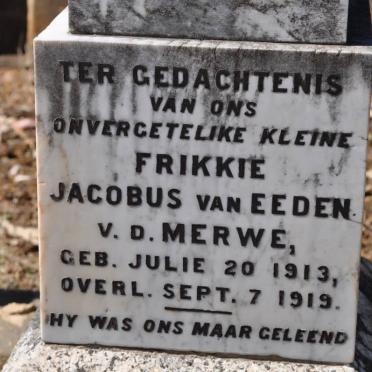 TER GEDACHTENIS
VAN ONS
ONVERGETELIKE KLEINE
FRIKKIE
JACOBUS VAN EEDEN
V. D. MERWE,
GEB. JULIE 20 1913,
OVERL. SEPT. 7 1919.
HY WAS ONS MAAR GELEEND